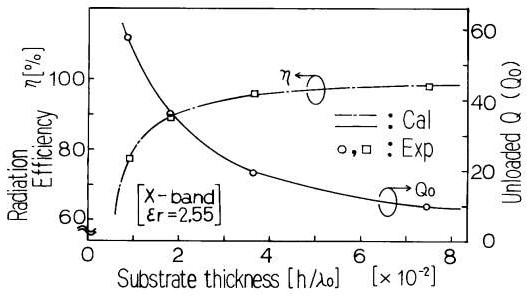 Radiation
Efficiency η [%]
100
80
60
60
40
20
0
Unloaded Q (Q₀)
η
: Cal
, : Exp
Q₀
[X-band
εr=2,55]
0 2 4 6 8
Substrate thickness [h/λ₀] [×10⁻²]